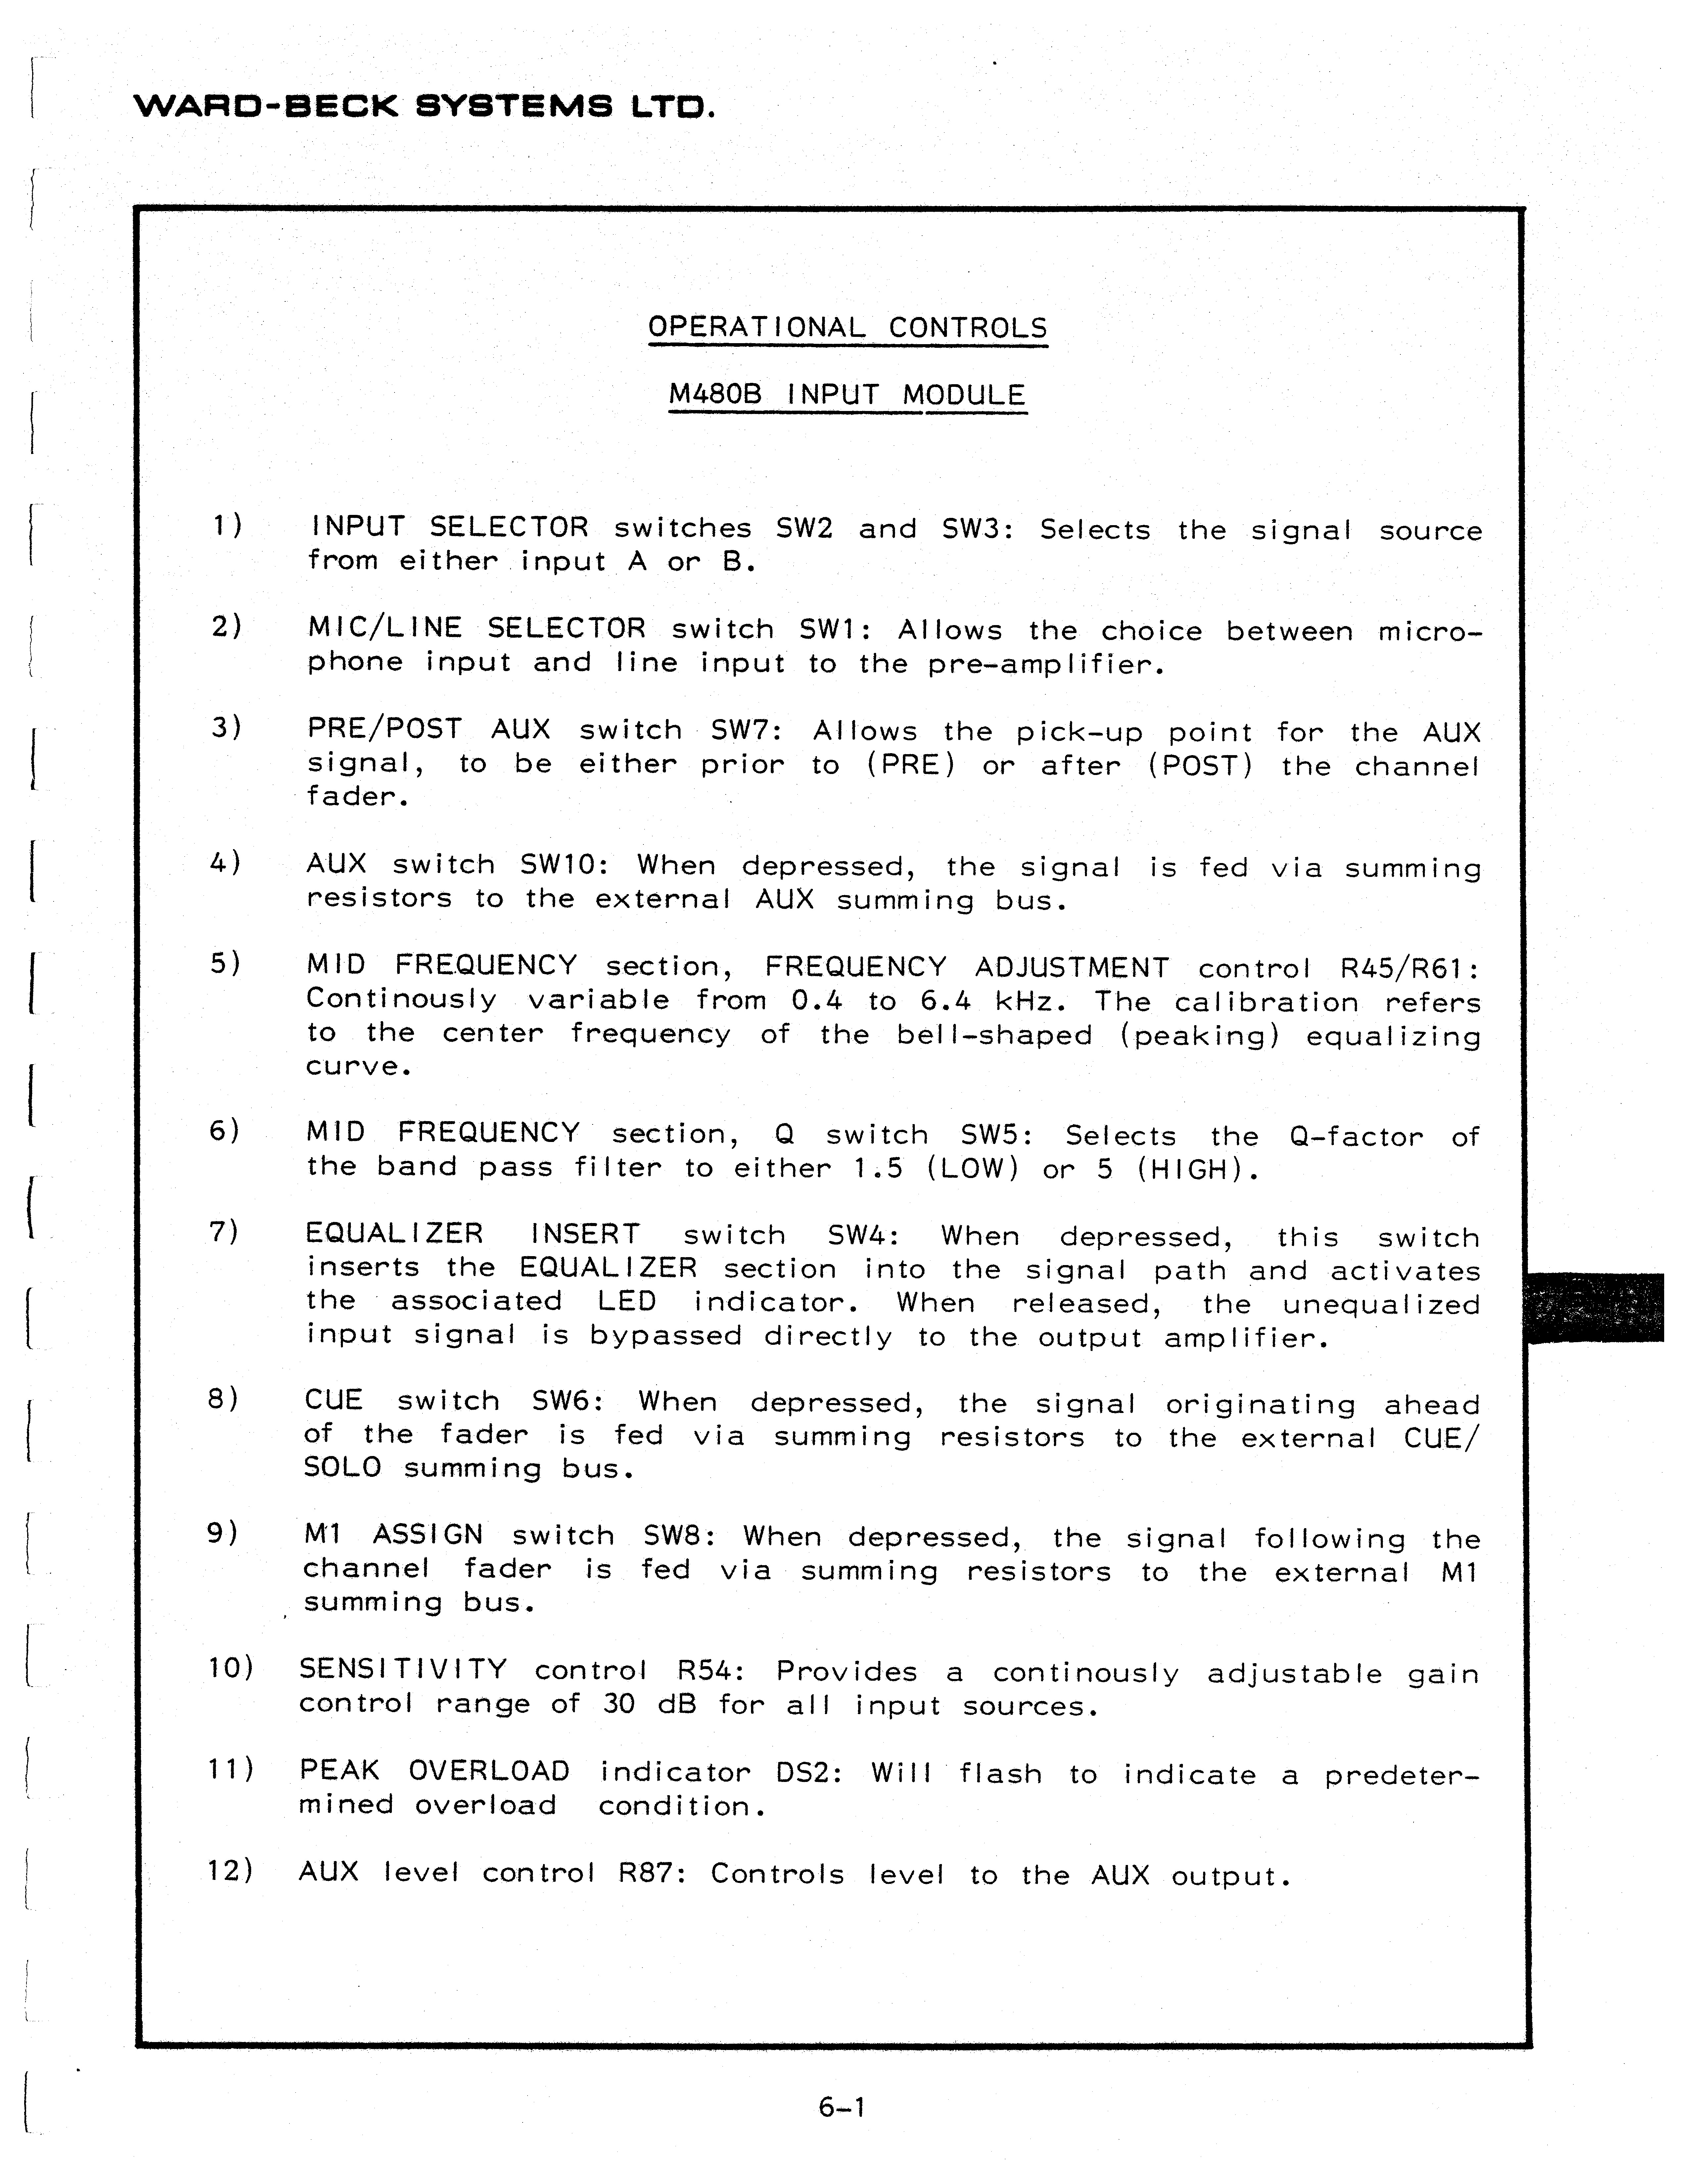 WARD-BECK SYSTEMS LTD.
OPERATIONAL CONTROLS
M480B INPUT MODULE
1) INPUT SELECTOR switches SW2 and SW3: Selects the signal source
from either input A or B.
2) MIC/LINE SELECTOR switch SW1: Allows the choice between micro-
phone input and line input to the pre-amplifier.
3) PRE/POST AUX switch SW7: Allows the pick-up point for the AUX
signal, to be either prior to (PRE) or after (POST) the channel
fader.
4) AUX switch SW10: When depressed, the signal is fed via summing
resistors to the external AUX summing bus.
5) MID FREQUENCY section, FREQUENCY ADJUSTMENT control R45/R61:
Continously variable from 0.4 to 6.4 kHz. The calibration refers
to the center frequency of the bell-shaped (peaking) equalizing
curve.
6) MID FREQUENCY section, Q switch SW5: Selects the Q-factor of
the band pass filter to either 1.5 (LOW) or 5 (HIGH).
7) EQUALIZER INSERT switch SW4: When depressed, this switch
inserts the EQUALIZER section into the signal path and activates
the associated LED indicator. When released, the unequalized
input signal is bypassed directly to the output amplifier.
8) CUE switch SW6: When depressed, the signal originating ahead
of the fader is fed via summing resistors to the external CUE/
SOLO summing bus.
9) M1 ASSIGN switch SW8: When depressed, the signal following the
channel fader is fed via summing resistors to the external M1
summing bus.
10) SENSITIVITY control R54: Provides a continously adjustable gain
control range of 30 dB for all input sources.
11) PEAK OVERLOAD indicator DS2: Will flash to indicate a predeter-
mined overload condition.
12) AUX level control R87: Controls level to the AUX output.
6-1